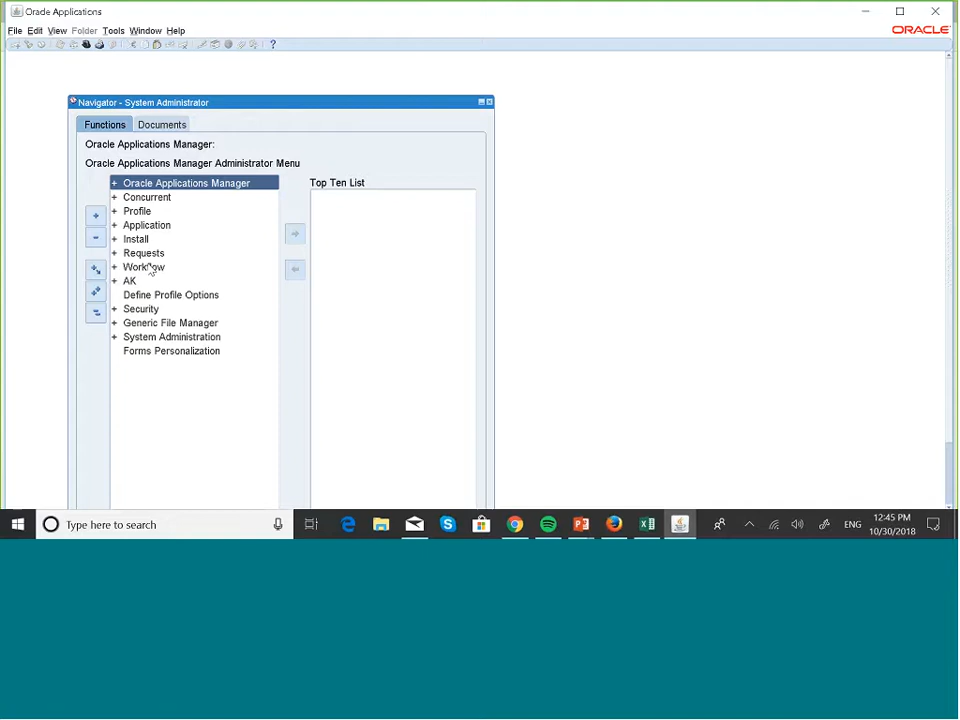 Oracle Applications
File Edit View Folder Tools Window Help
ORACLE
?
Navigator - System Administrator
Functions Documents
Oracle Applications Manager:
Oracle Applications Manager Administrator Menu
+ Oracle Applications Manager
Top Ten List
+ Concurrent
+ Profile
+ Application
+ Install
+ Requests
+ Workflow
+ AK
Define Profile Options
+ Security
+ Generic File Manager
+ System Administration
Forms Personalization
Type here to search
ENG
12:45 PM
10/30/2018